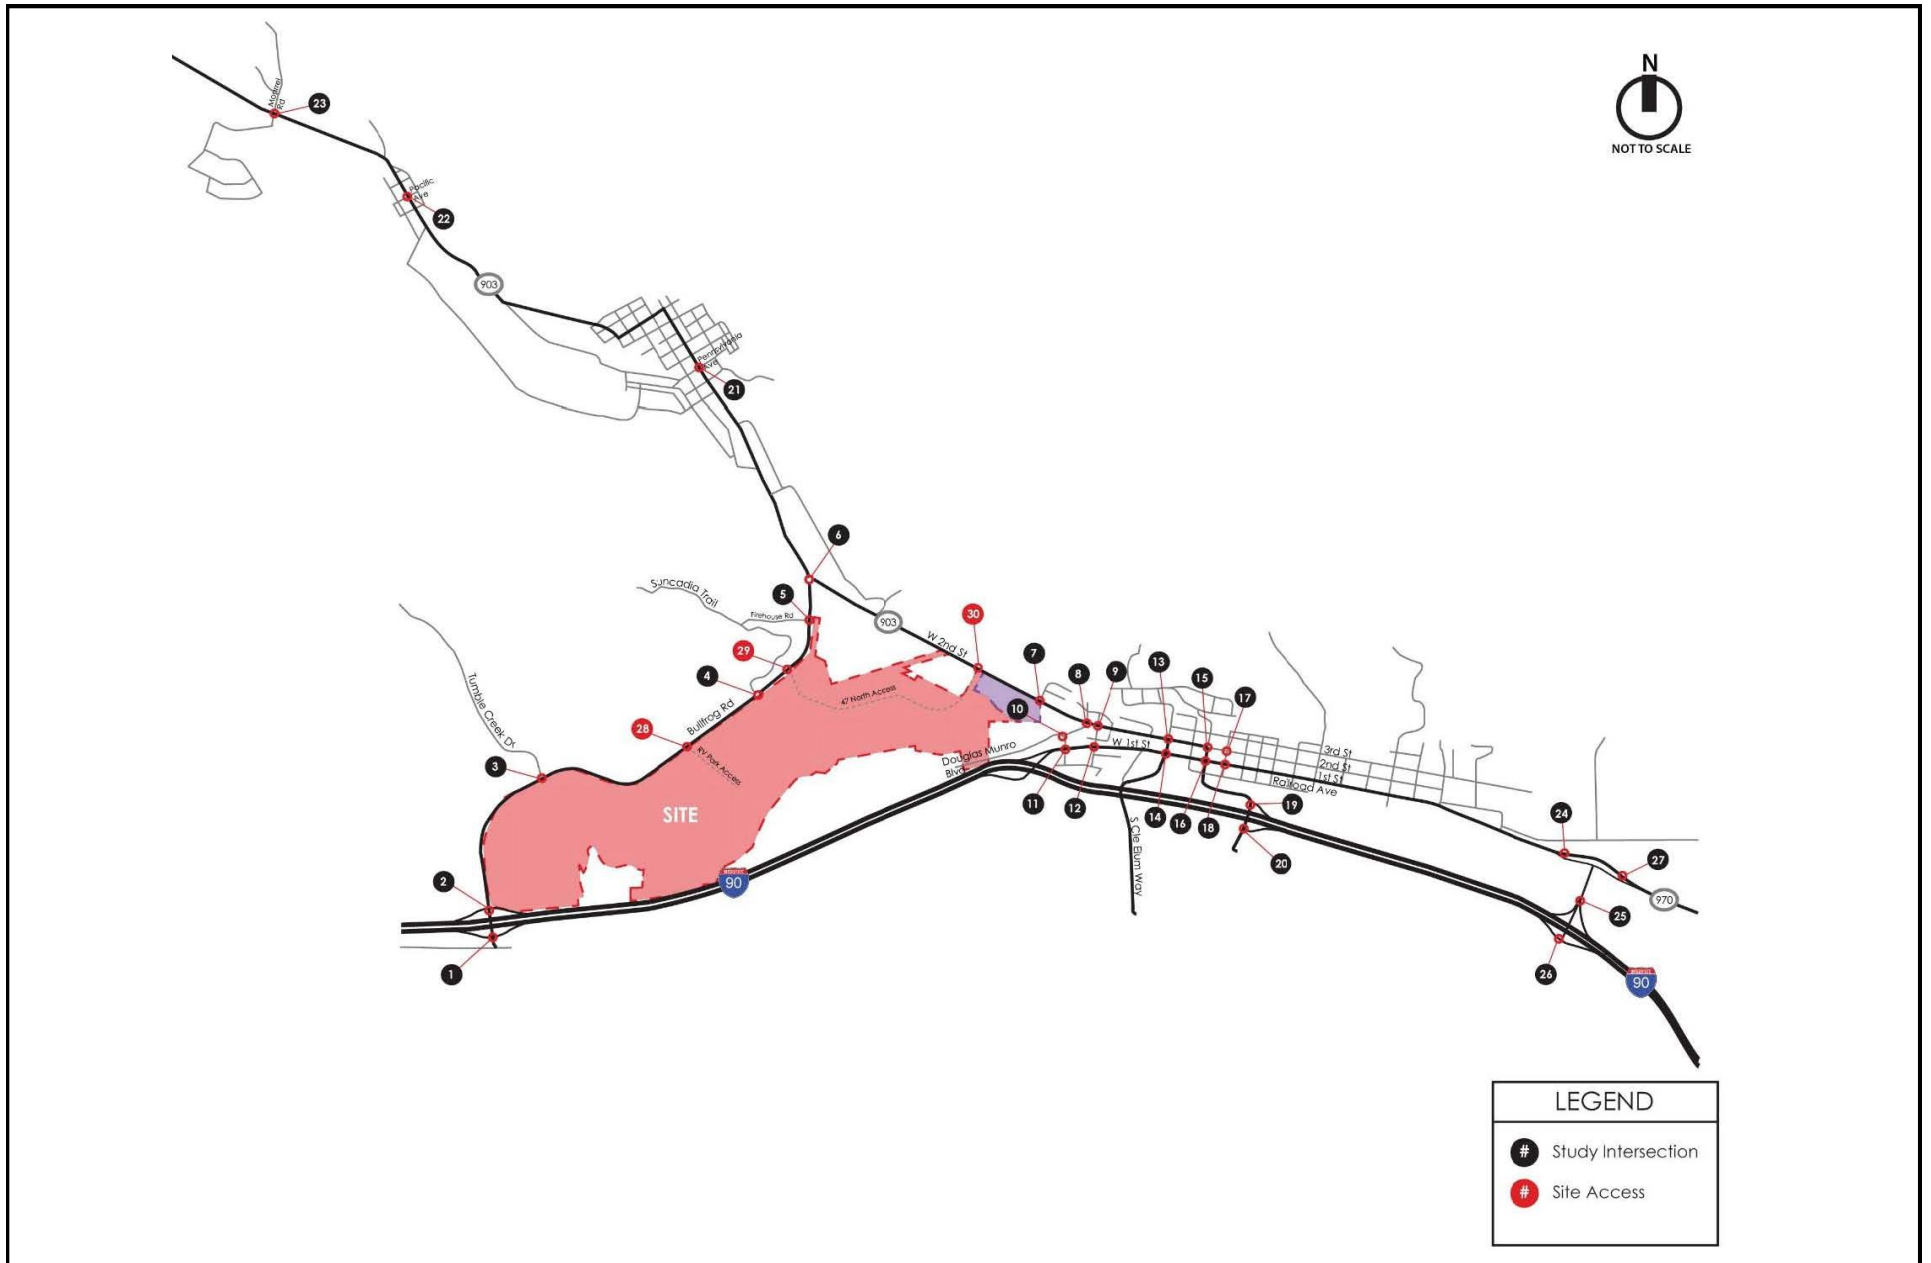 N
NOT TO SCALE
Montrei
Rd
23
Pacific
Ave
22
903
Pennsylvania
Ave
21
6
Suncadia Trail
5
Firehouse Rd
903
30
W 2nd St
29
4
7
8
9
13
15
17
10
47 North Access
Tumble Creek Dr
28
Bullfrog Rd
RV Park Access
3
Douglas Munro
Blvd
W 1st St
3rd St
2nd St
1st St
Railroad Ave
SITE
11
12
14
16
18
19
20
S Cle Elum Way
24
27
2
90
970
25
1
26
90
LEGEND
# Study Intersection
# Site Access